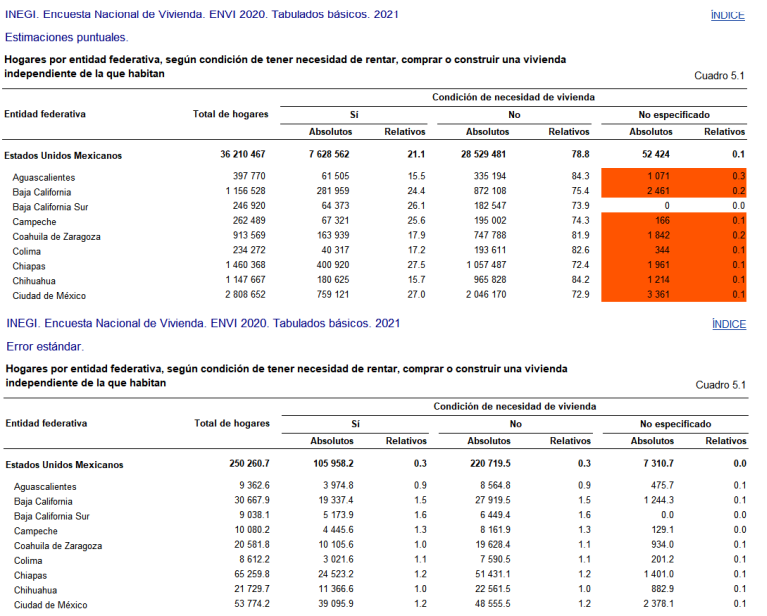 INEGI. Encuesta Nacional de Vivienda. ENVI 2020. Tabulados básicos. 2021 ÍNDICE
Estimaciones puntuales.
Hogares por entidad federativa, según condición de tener necesidad de rentar, comprar o construir una vivienda
independiente de la que habitan Cuadro 5.1
Condición de necesidad de vivienda
Entidad federativa Total de hogares Sí No No especificado
Absolutos Relativos Absolutos Relativos Absolutos Relativos
Estados Unidos Mexicanos 36 210 467 7 628 562 21.1 28 529 481 78.8 52 424 0.1
Aguascalientes 397 770 61 505 15.5 335 194 84.3 1 071 0.3
Baja California 1 156 528 281 959 24.4 872 108 75.4 2 461 0.2
Baja California Sur 246 920 64 373 26.1 182 547 73.9 0 0.0
Campeche 262 489 67 321 25.6 195 002 74.3 166 0.1
Coahuila de Zaragoza 913 569 163 939 17.9 747 788 81.9 1 842 0.2
Colima 234 272 40 317 17.2 193 611 82.6 344 0.1
Chiapas 1 460 368 400 920 27.5 1 057 487 72.4 1 961 0.1
Chihuahua 1 147 667 180 625 15.7 965 828 84.2 1 214 0.1
Ciudad de México 2 808 652 759 121 27.0 2 046 170 72.9 3 361 0.1
INEGI. Encuesta Nacional de Vivienda. ENVI 2020. Tabulados básicos. 2021 ÍNDICE
Error estándar.
Hogares por entidad federativa, según condición de tener necesidad de rentar, comprar o construir una vivienda
independiente de la que habitan Cuadro 5.1
Condición de necesidad de vivienda
Entidad federativa Total de hogares Sí No No especificado
Absolutos Relativos Absolutos Relativos Absolutos Relativos
Estados Unidos Mexicanos 250 260.7 105 958.2 0.3 220 719.5 0.3 7 310.7 0.0
Aguascalientes 9 362.6 3 974.8 0.9 8 564.8 0.9 475.7 0.1
Baja California 30 667.9 19 337.4 1.5 27 919.5 1.5 1 244.3 0.1
Baja California Sur 9 038.1 5 173.9 1.6 6 449.4 1.6 0.0 0.0
Campeche 10 080.2 4 445.6 1.3 8 161.9 1.3 129.1 0.0
Coahuila de Zaragoza 20 581.8 10 105.6 1.0 19 628.4 1.1 934.0 0.1
Colima 8 612.2 3 021.6 1.1 7 590.5 1.1 201.2 0.1
Chiapas 65 259.8 24 523.2 1.2 51 431.1 1.2 1 401.0 0.1
Chihuahua 21 729.7 11 366.6 1.0 22 561.5 1.0 882.9 0.1
Ciudad de México 53 774.2 39 095.9 1.2 48 555.5 1.2 2 378.1 0.1